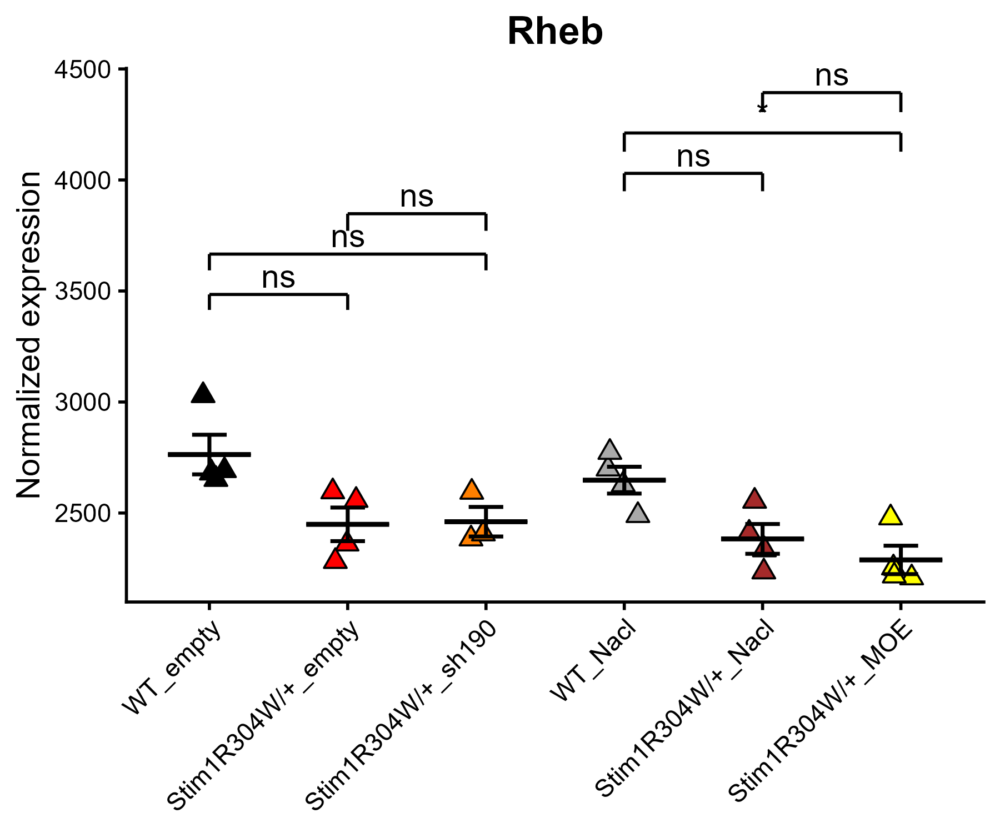 Rheb
Normalized expression
4500
4000
3500
3000
2500
ns
*
ns
ns
ns
ns
WT_empty
Stim1R304W/+_empty
Stim1R304W/+_sh190
WT_Nacl
Stim1R304W/+_Nacl
Stim1R304W/+_MOE